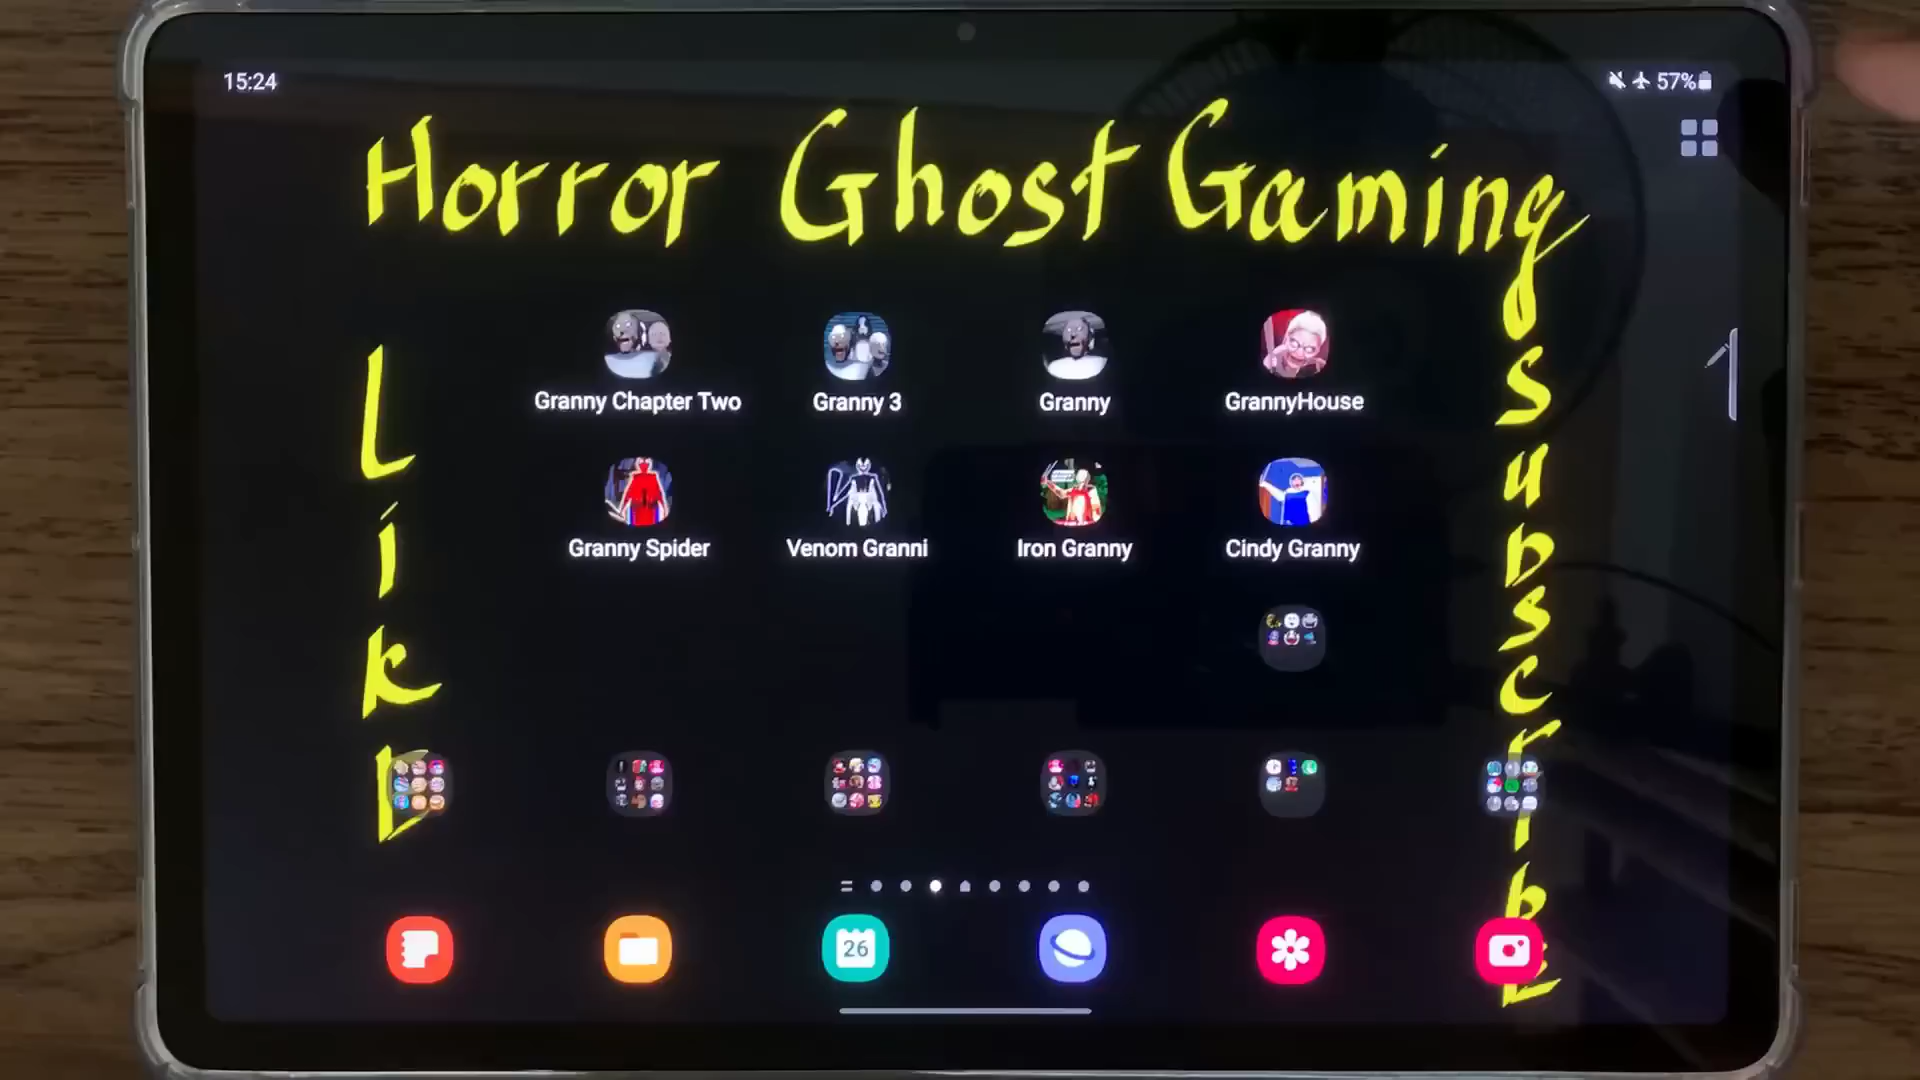 15:24
57%
Horror Ghost Gaming
Like
Subscribe
Granny Chapter Two
Granny 3
Granny
GrannyHouse
Granny Spider
Venom Granni
Iron Granny
Cindy Granny
26